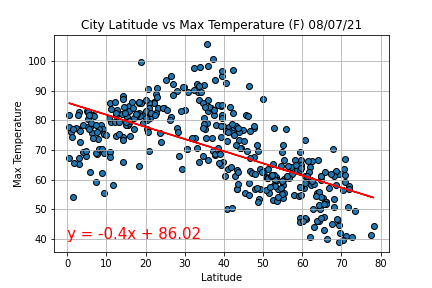 City Latitude vs Max Temperature (F) 08/07/21
Max Temperature
100
90
80
70
60
50
40
y = -0.4x + 86.02
0 10 20 30 40 50 60 70 80
Latitude